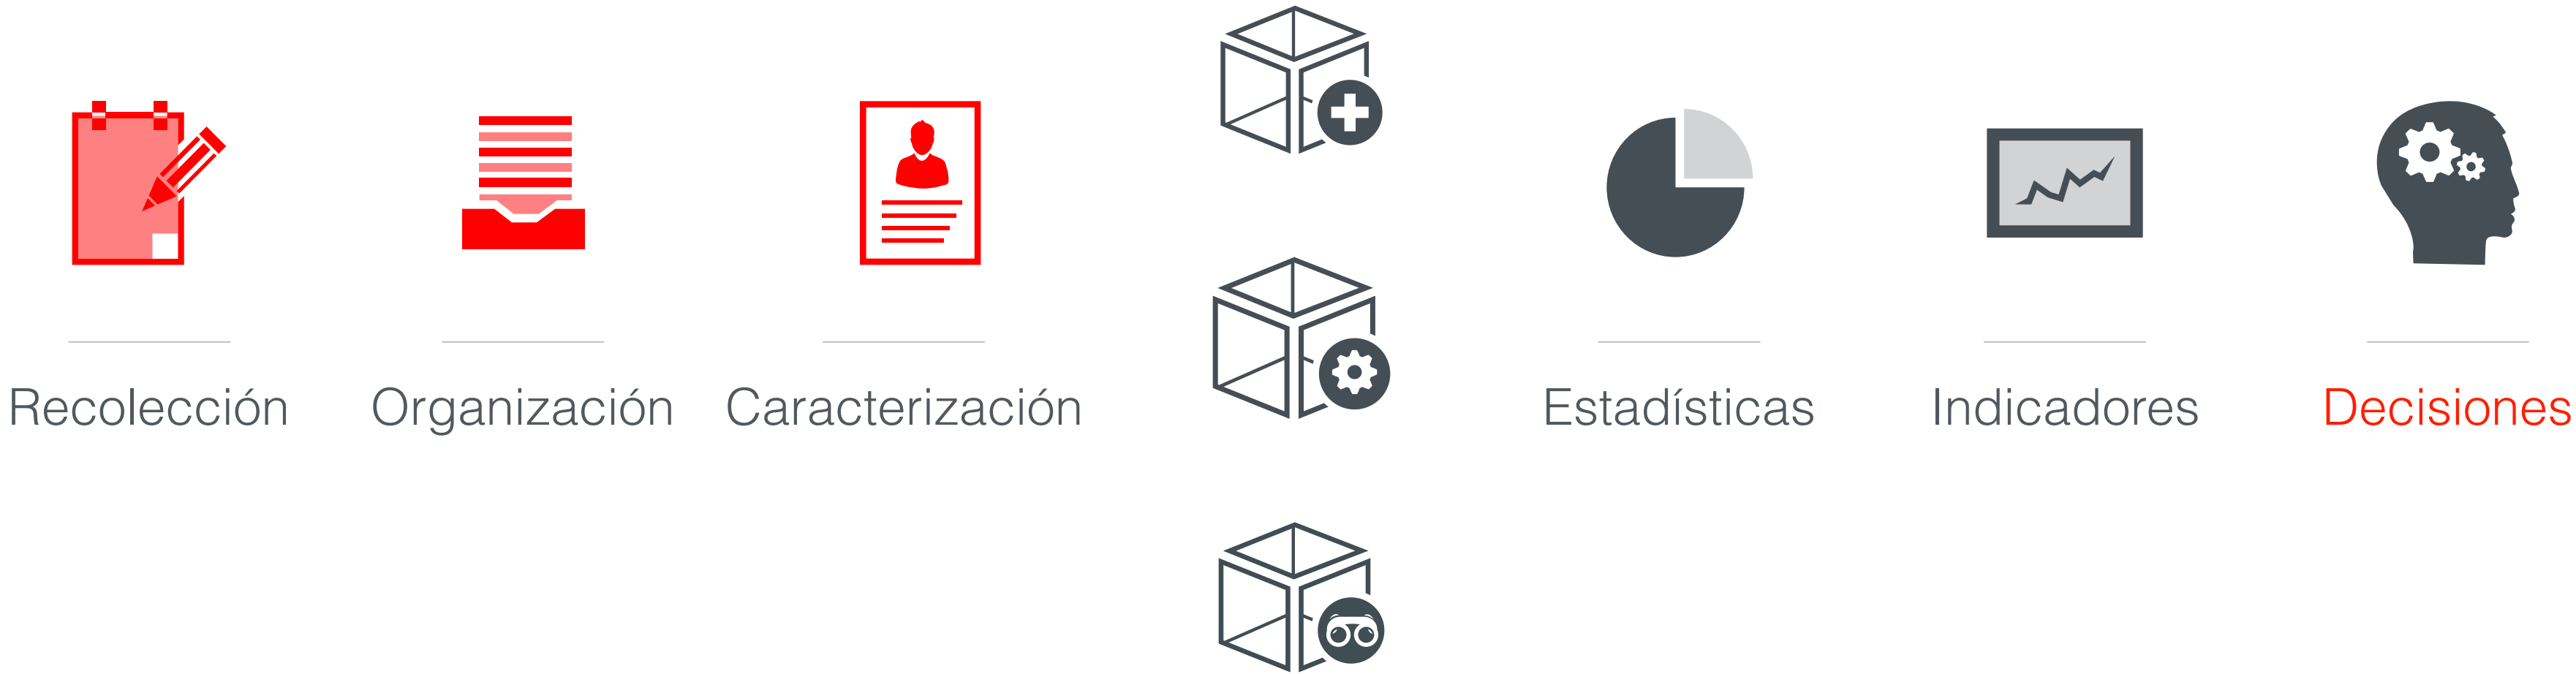 Recolección
Organización
Caracterización
Estadísticas
Indicadores
Decisiones